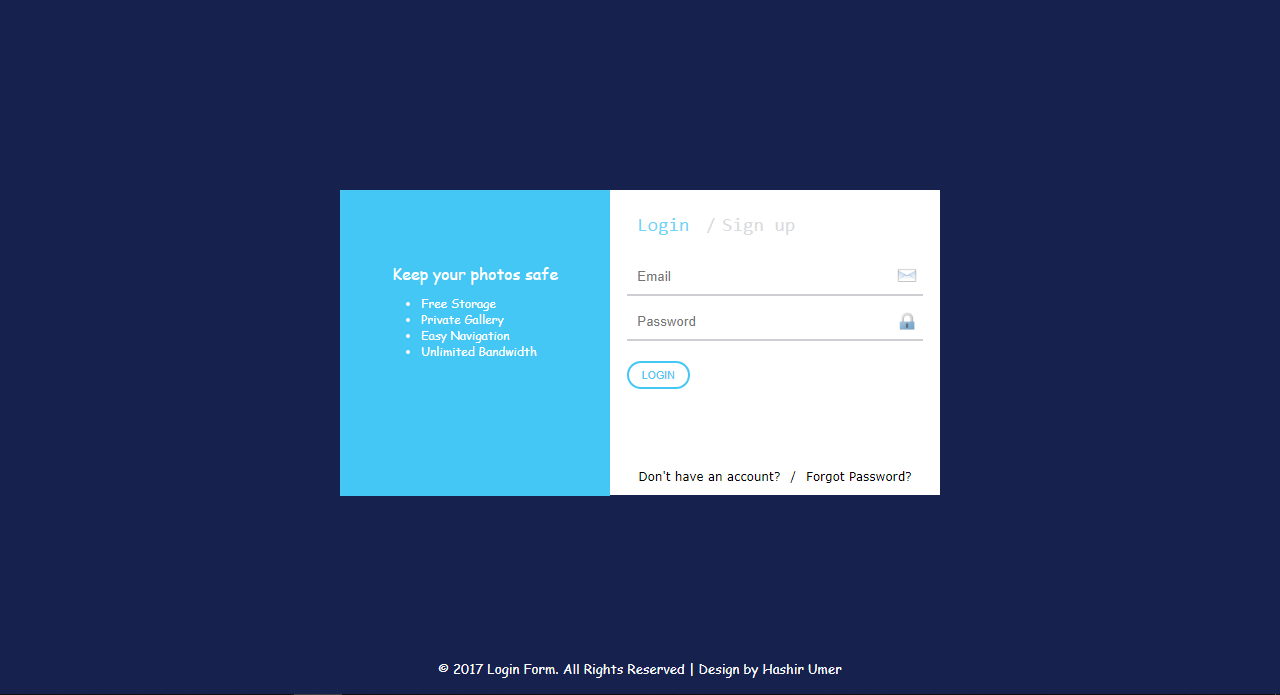 Keep your photos safe
Free Storage
Private Gallery
Easy Navigation
Unlimited Bandwidth
Login / Sign up
Email
Password
LOGIN
Don't have an account? / Forgot Password?
© 2017 Login Form. All Rights Reserved | Design by Hashir Umer